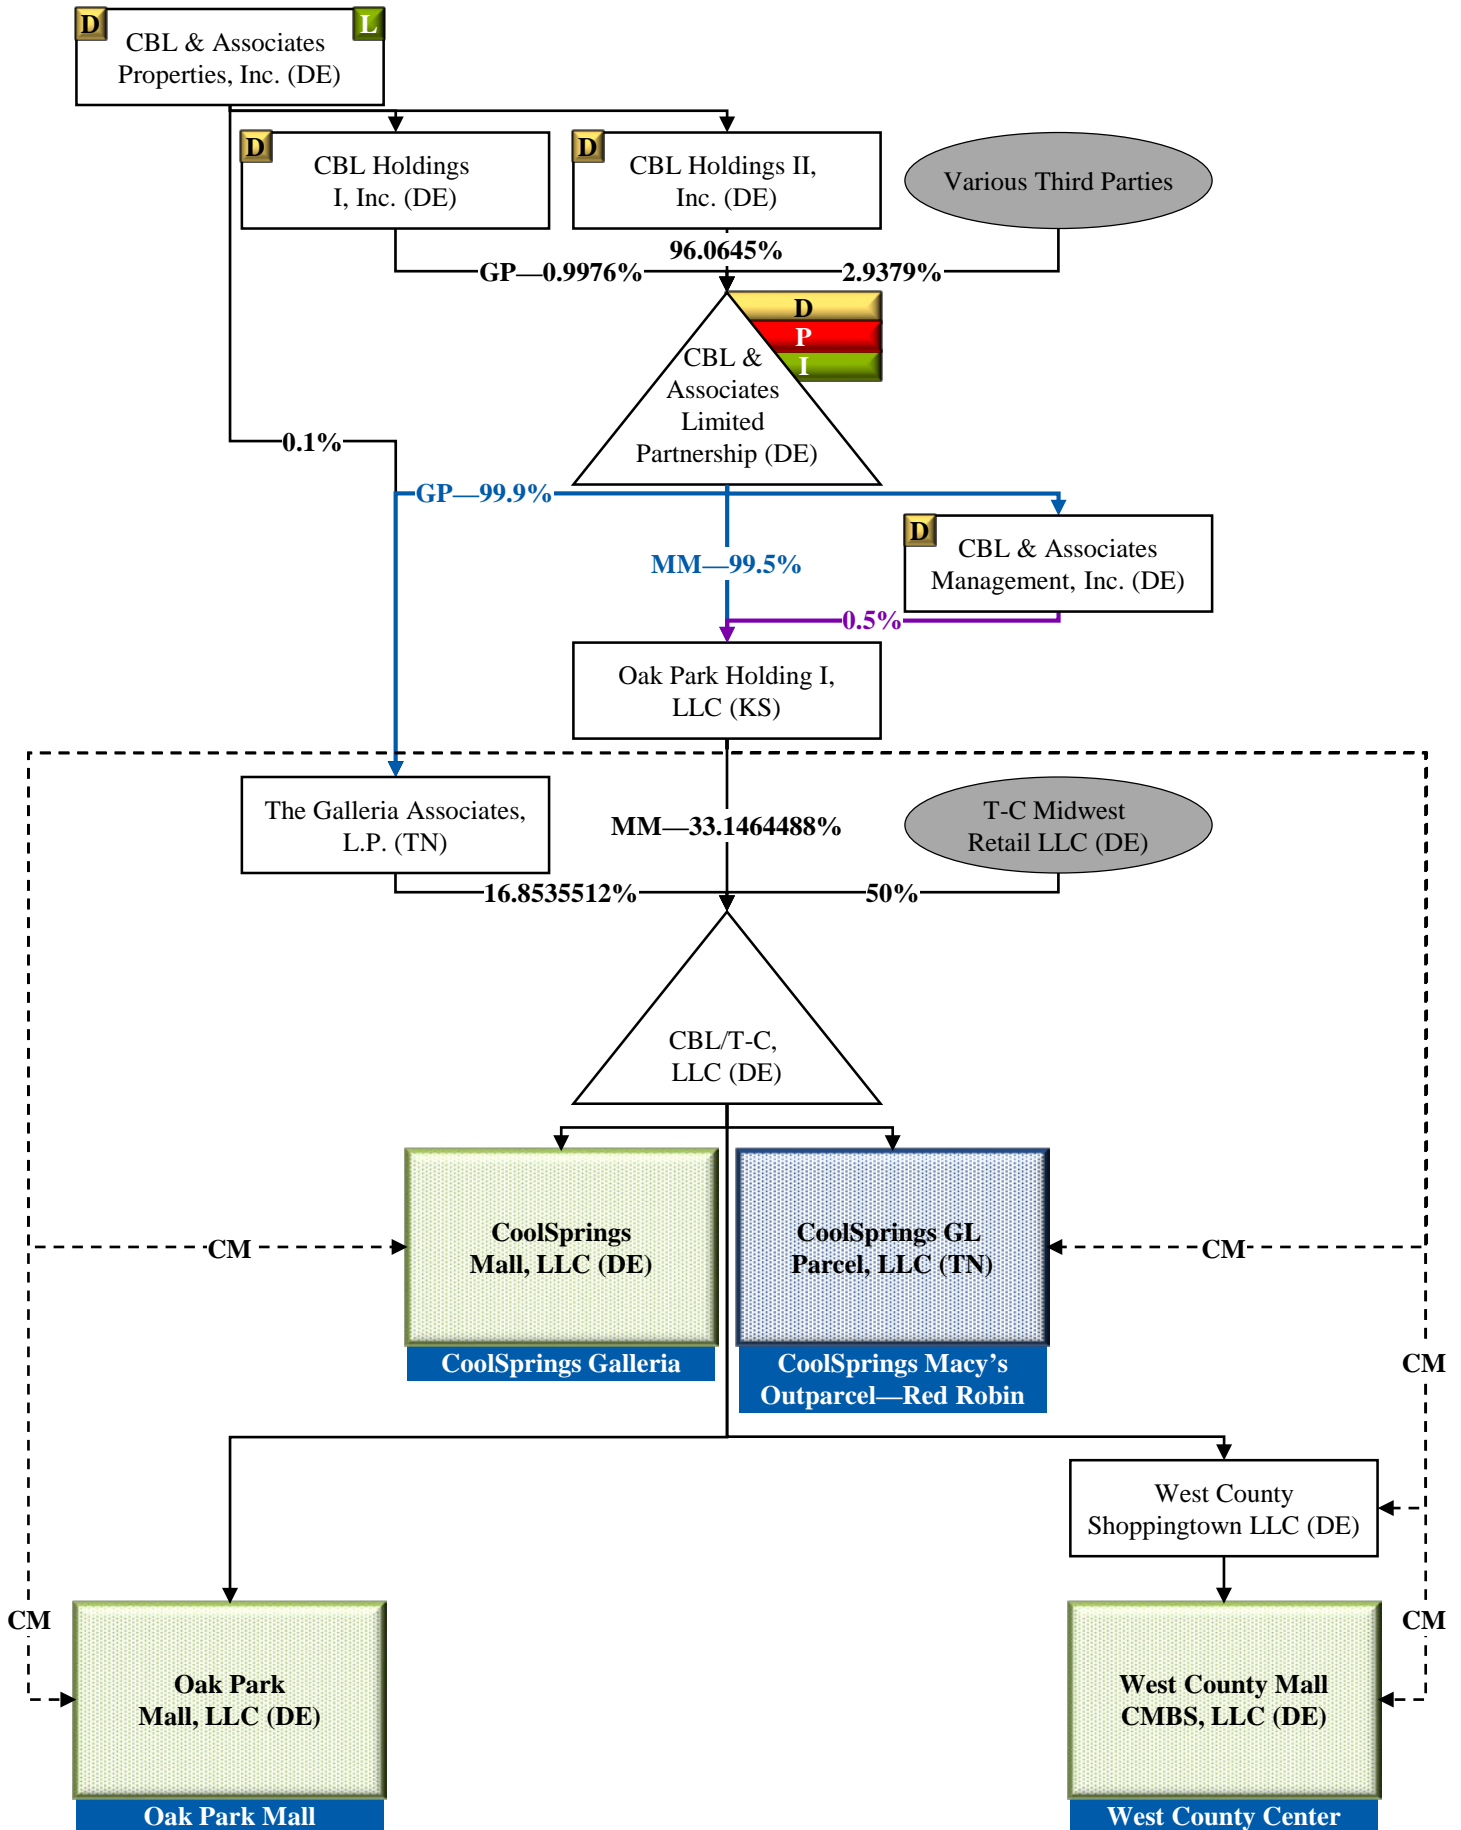 D
L
CBL & Associates
Properties, Inc. (DE)
D
CBL Holdings
I, Inc. (DE)
D
CBL Holdings II,
Inc. (DE)
Various Third Parties
96.0645%
GP—0.9976%
2.9379%
D
P
I
CBL &
Associates
Limited
Partnership (DE)
0.1%
GP—99.9%
MM—99.5%
D
CBL & Associates
Management, Inc. (DE)
0.5%
Oak Park Holding I,
LLC (KS)
The Galleria Associates,
L.P. (TN)
MM—33.1464488%
T-C Midwest
Retail LLC (DE)
16.8535512%
50%
CBL/T-C,
LLC (DE)
CoolSprings
Mall, LLC (DE)
CoolSprings GL
Parcel, LLC (TN)
CM
CM
CoolSprings Galleria
CoolSprings Macy’s
Outparcel—Red Robin
CM
West County
Shoppingtown LLC (DE)
CM
CM
Oak Park
Mall, LLC (DE)
West County Mall
CMBS, LLC (DE)
Oak Park Mall
West County Center